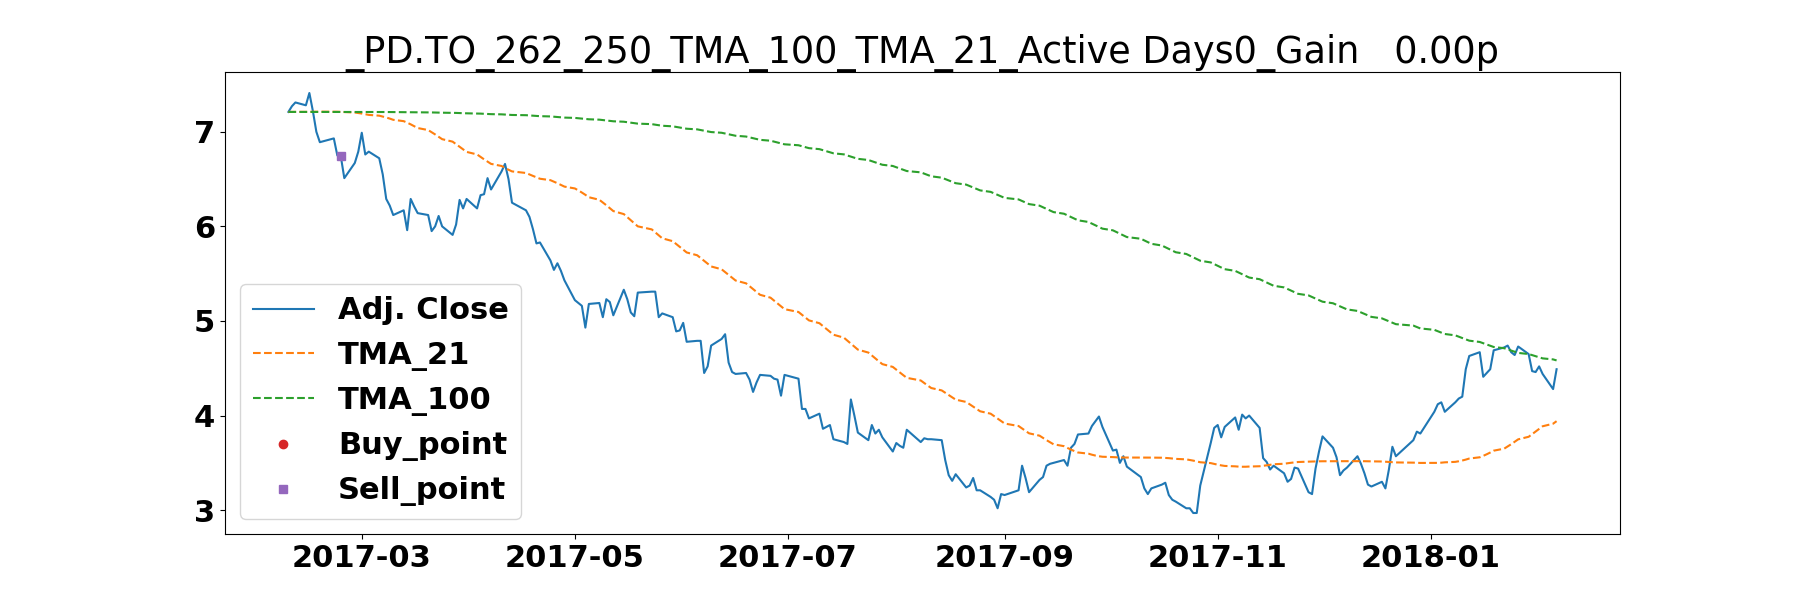 _PD.TO_262_250_TMA_100_TMA_21_Active Days0_Gain   0.00p
7
6
5
4
3
Adj. Close
TMA_21
TMA_100
Buy_point
Sell_point
2017-03 2017-05 2017-07 2017-09 2017-11 2018-01